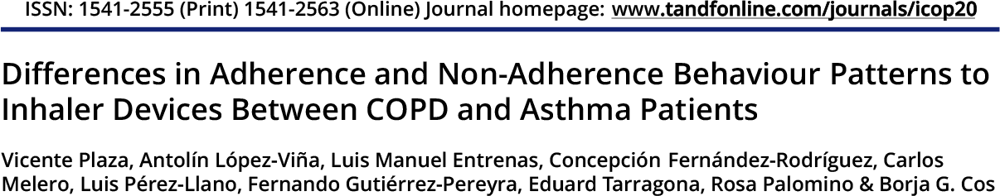 ISSN: 1541-2555 (Print) 1541-2563 (Online) Journal homepage: www.tandfonline.com/journals/icop20
Differences in Adherence and Non-Adherence Behaviour Patterns to
Inhaler Devices Between COPD and Asthma Patients
Vicente Plaza, Antolín López-Viña, Luis Manuel Entrenas, Concepción Fernández-Rodríguez, Carlos
Melero, Luis Pérez-Llano, Fernando Gutiérrez-Pereyra, Eduard Tarragona, Rosa Palomino & Borja G. Cos